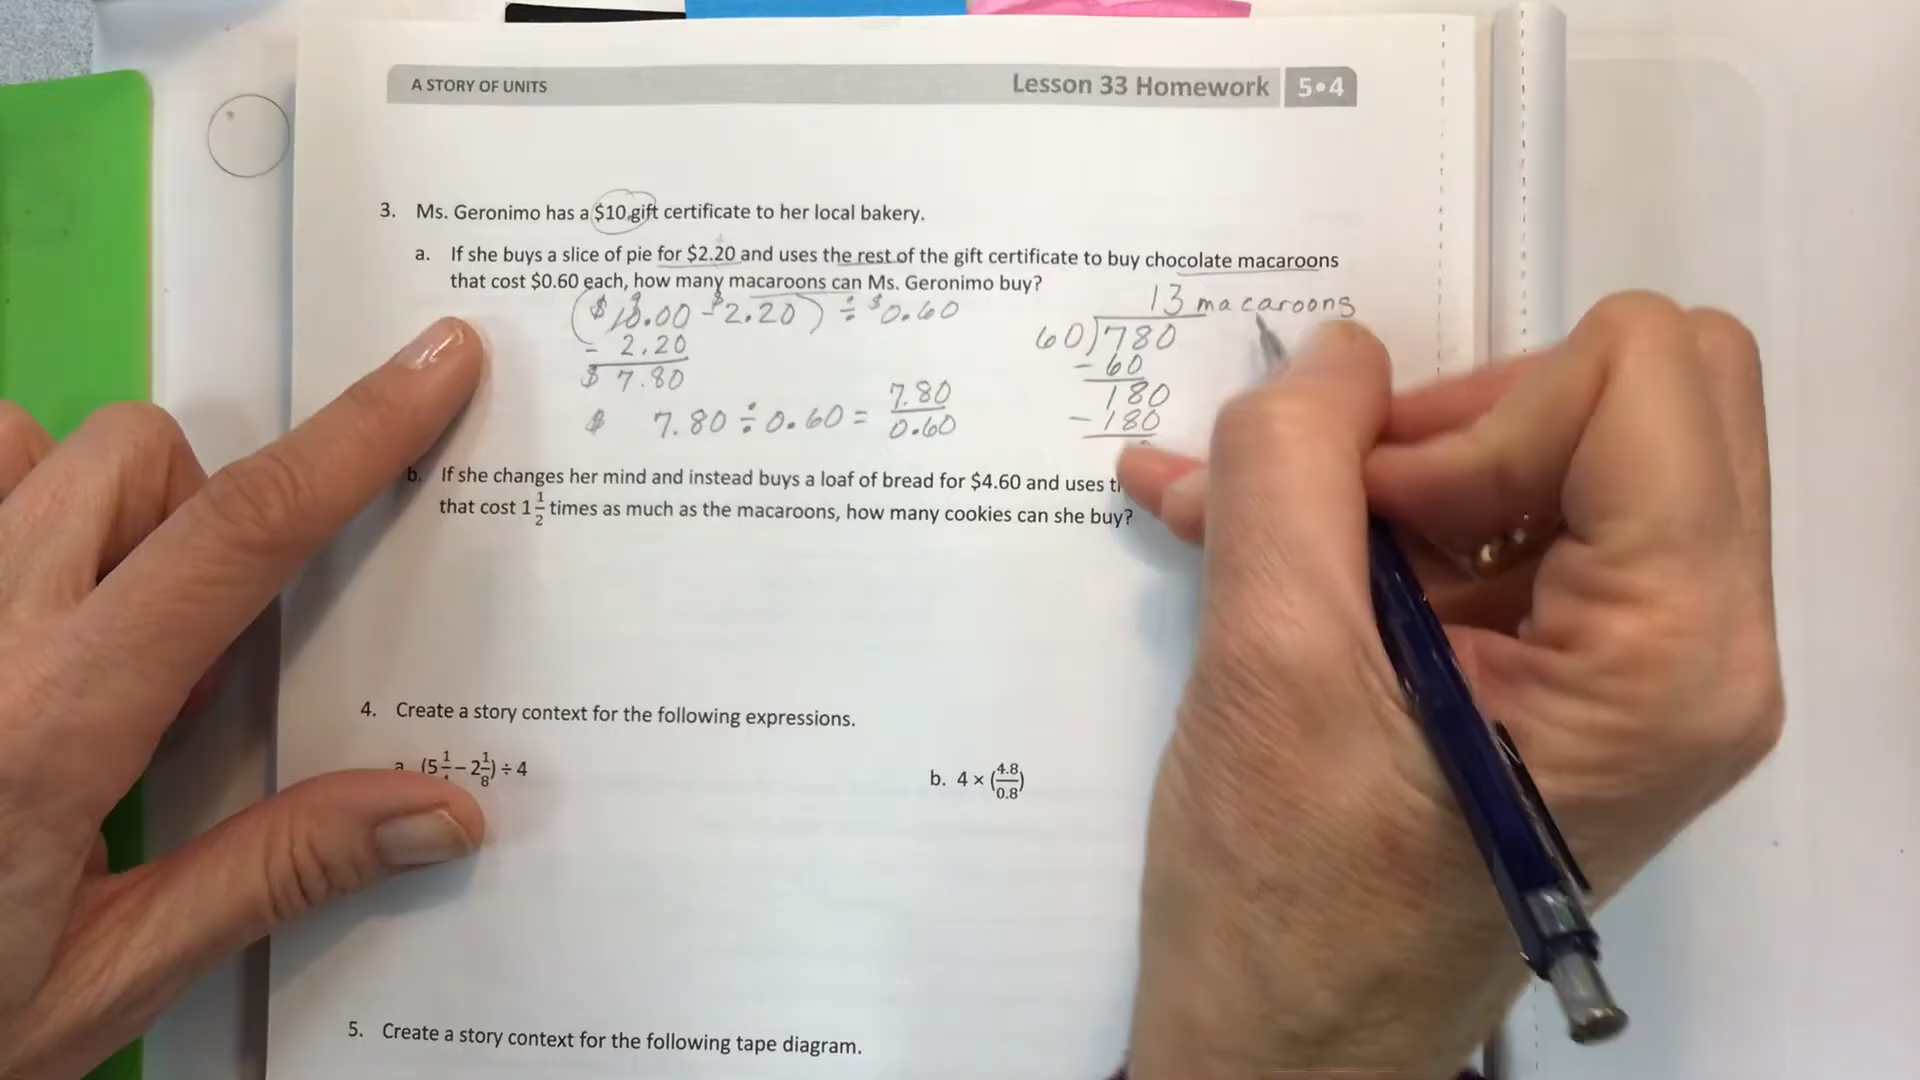 A STORY OF UNITS
Lesson 33 Homework 5•4
3. Ms. Geronimo has a $10 gift certificate to her local bakery.
a. If she buys a slice of pie for $2.20 and uses the rest of the gift certificate to buy chocolate macaroons
that cost $0.60 each, how many macaroons can Ms. Geronimo buy?
($10.00 - $2.20) ÷ $0.60
- 2.20
$ 7.80
$ 7.80 ÷ 0.60 = 7.80/0.60
13 macaroons
60)780
- 60
180
- 180
b. If she changes her mind and instead buys a loaf of bread for $4.60 and uses
that cost 1 1/2 times as much as the macaroons, how many cookies can she buy?
4. Create a story context for the following expressions.
a (5 1/ – 2 1/8) ÷ 4
b. 4 × (4.8/0.8)
5. Create a story context for the following tape diagram.